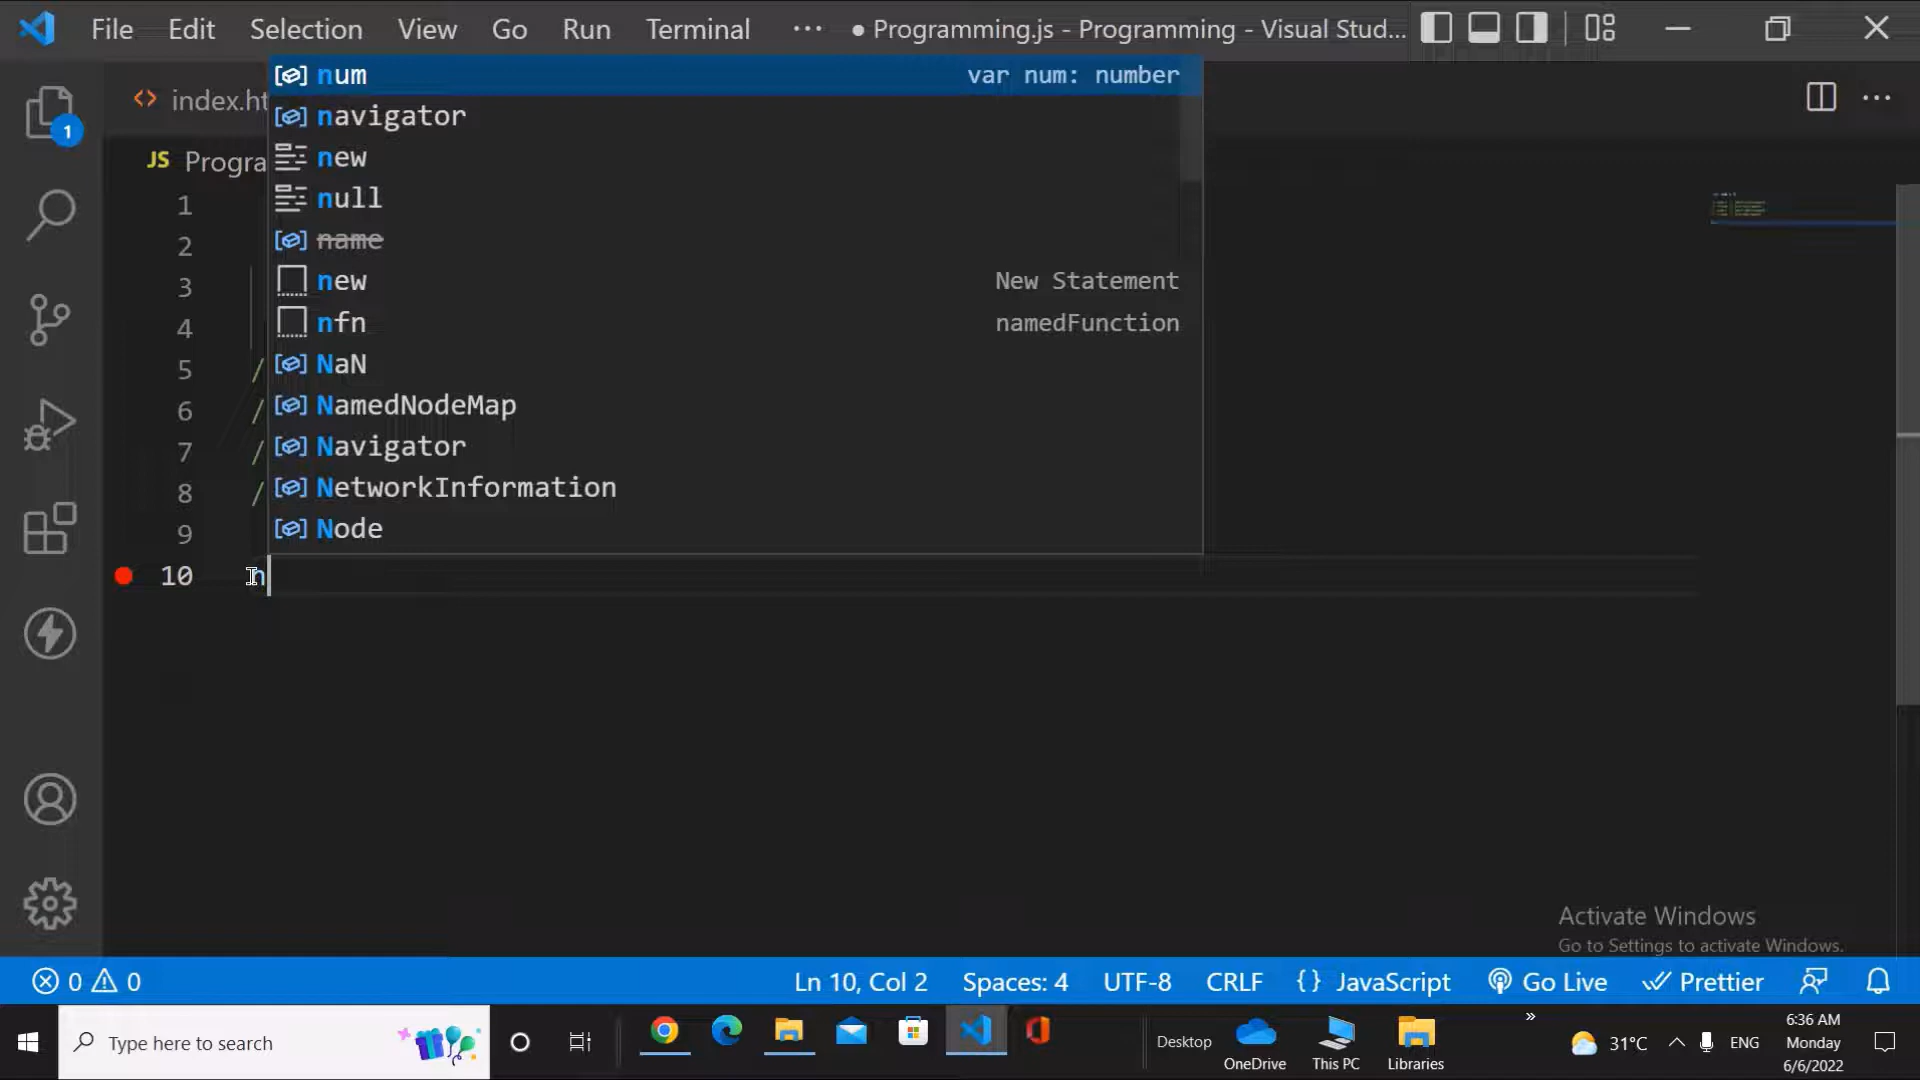 File Edit Selection View Go Run Terminal ··· ● Programming.js - Programming - Visual Stud...
index.ht
JS Progra
1
num var num: number
navigator
new
null
name
new New Statement
nfn namedFunction
NaN
NamedNodeMap
Navigator
NetworkInformation
Node
1
2
3
4
5 /
6 /
7 /
8 /
9
10 n
Activate Windows
Go to Settings to activate Windows.
0 0 Ln 10, Col 2 Spaces: 4 UTF-8 CRLF {} JavaScript Go Live Prettier
Type here to search
Desktop
OneDrive
This PC
Libraries
»
31°C
ENG
6:36 AM
Monday
6/6/2022